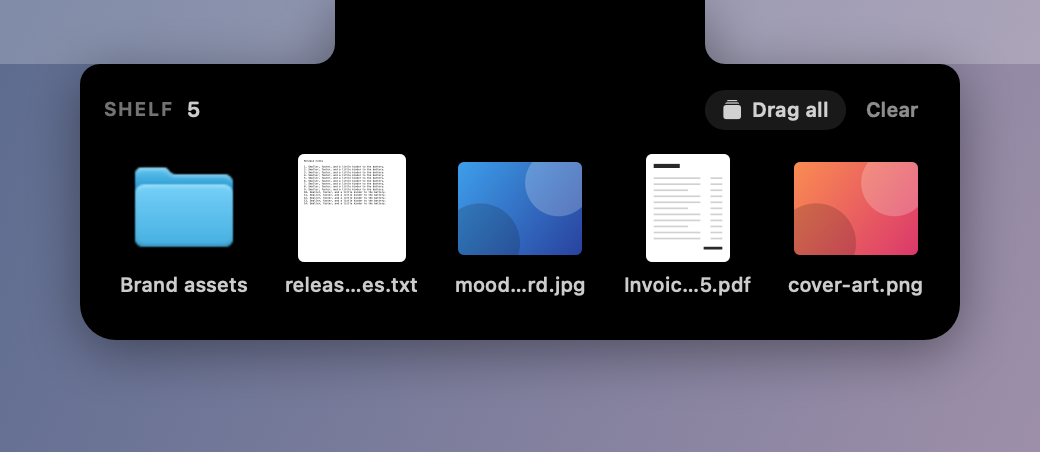 SHELF 5
Drag all
Clear
Brand assets
releas...es.txt
mood...rd.jpg
Invoic...5.pdf
cover-art.png